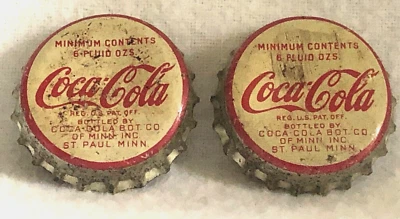 MINIMUM CONTENTS
6-FLUID OZS.
Coca-Cola
REG. U.S. PAT. OFF.
BOTTLED BY
COCA-COLA BOT. CO.
OF MINN. INC.
ST. PAUL MINN.
MINIMUM CONTENTS
6 FLUID OZS.
Coca-Cola
REG. U.S. PAT. OFF.
BOTTLED BY
COCA-COLA BOT. CO.
OF MINN. INC.
ST. PAUL, MINN.